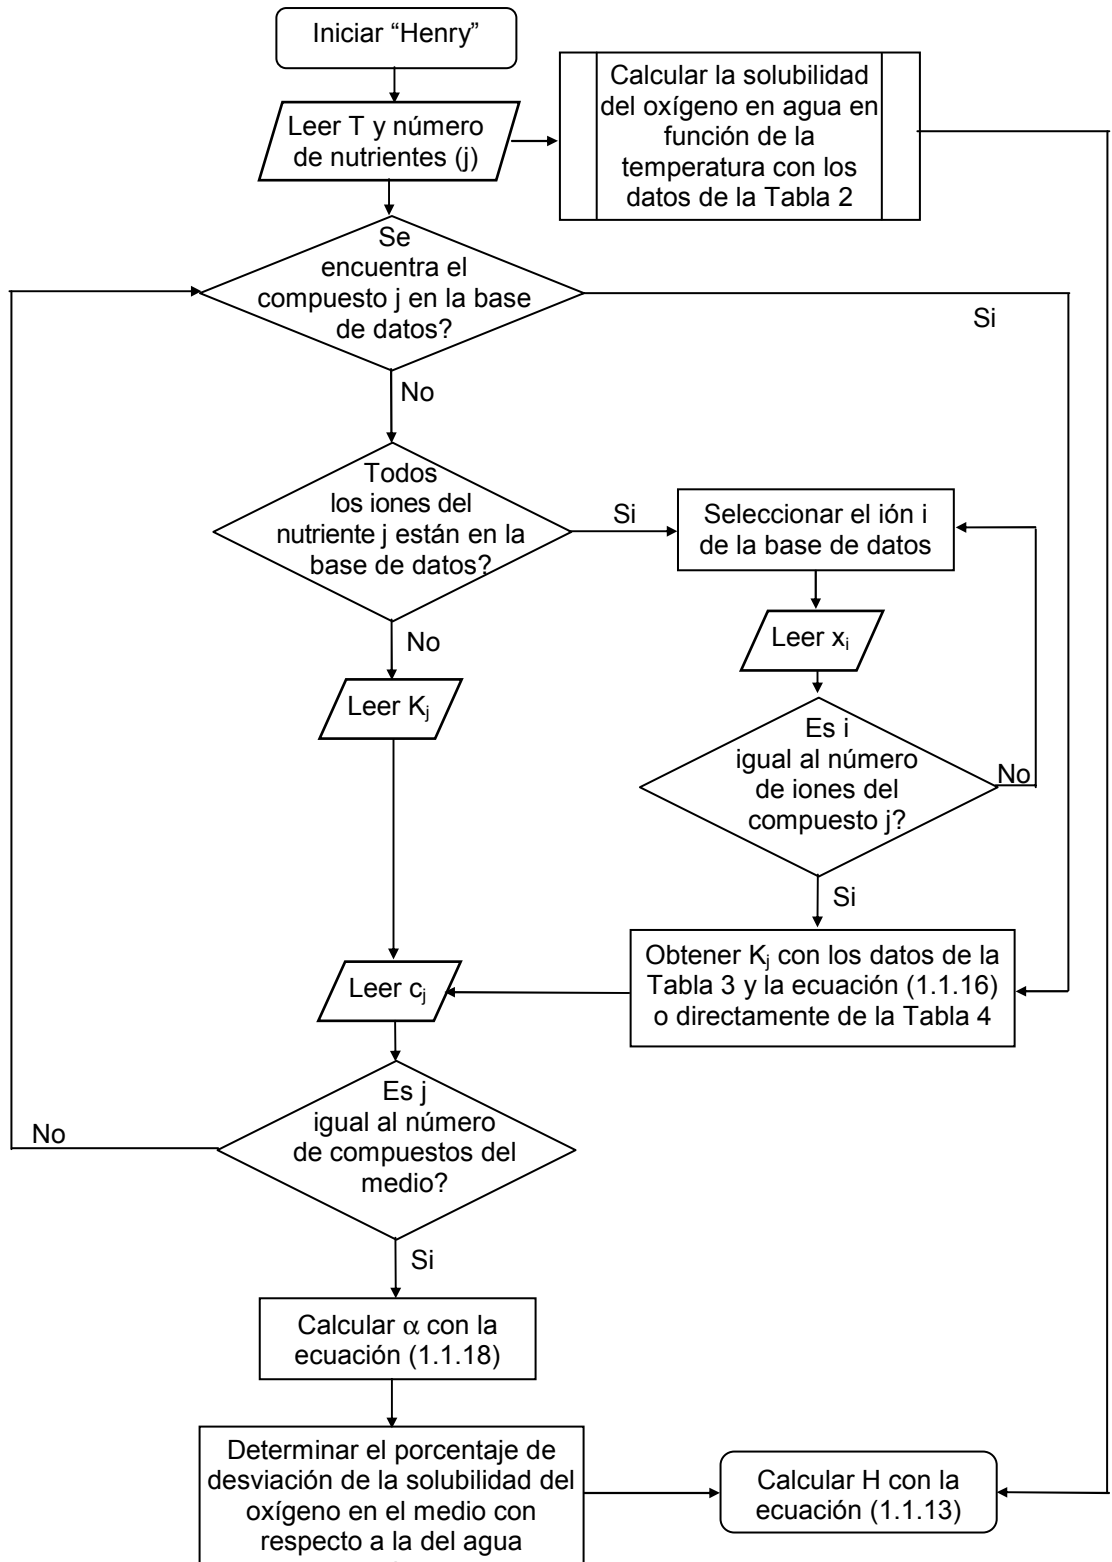 Iniciar “Henry”
Leer T y número
de nutrientes (j)
Calcular la solubilidad
del oxígeno en agua en
función de la
temperatura con los
datos de la Tabla 2
Se
encuentra el
compuesto j en la base
de datos?
Si
No
Todos
los iones del
nutriente j están en la
base de datos?
Si
Seleccionar el ión i
de la base de datos
No
Leer xi
Leer Kj
Es i
igual al número
de iones del
compuesto j?
No
Si
Obtener Kj con los datos de la
Tabla 3 y la ecuación (1.1.16)
o directamente de la Tabla 4
Leer cj
Es j
igual al número
de compuestos del
medio?
No
Si
Calcular α con la
ecuación (1.1.18)
Determinar el porcentaje de
desviación de la solubilidad del
oxígeno en el medio con
respecto a la del agua
Calcular H con la
ecuación (1.1.13)